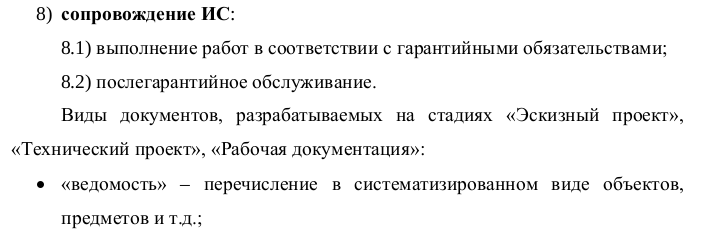 8) сопровождение ИС:
8.1) выполнение работ в соответствии с гарантийными обязательствами;
8.2) послегарантийное обслуживание.
Виды документов, разрабатываемых на стадиях «Эскизный проект»,
«Технический проект», «Рабочая документация»:
• «ведомость» – перечисление в систематизированном виде объектов,
предметов и т.д.;